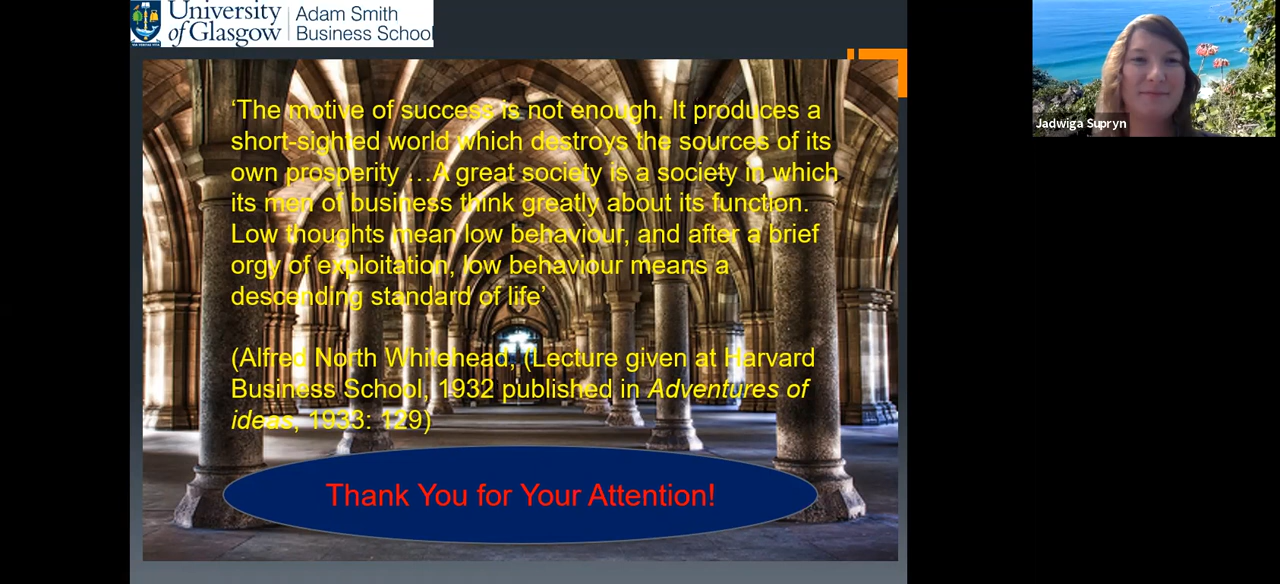 University
of Glasgow
Adam Smith
Business School
‘The motive of success is not enough. It produces a
short-sighted world which destroys the sources of its
own prosperity …A great society is a society in which
its men of business think greatly about its function.
Low thoughts mean low behaviour, and after a brief
orgy of exploitation, low behaviour means a
descending standard of life’
(Alfred North Whitehead, (Lecture given at Harvard
Business School, 1932 published in Adventures of
ideas, 1933: 129)
Thank You for Your Attention!
Jadwiga Supryn